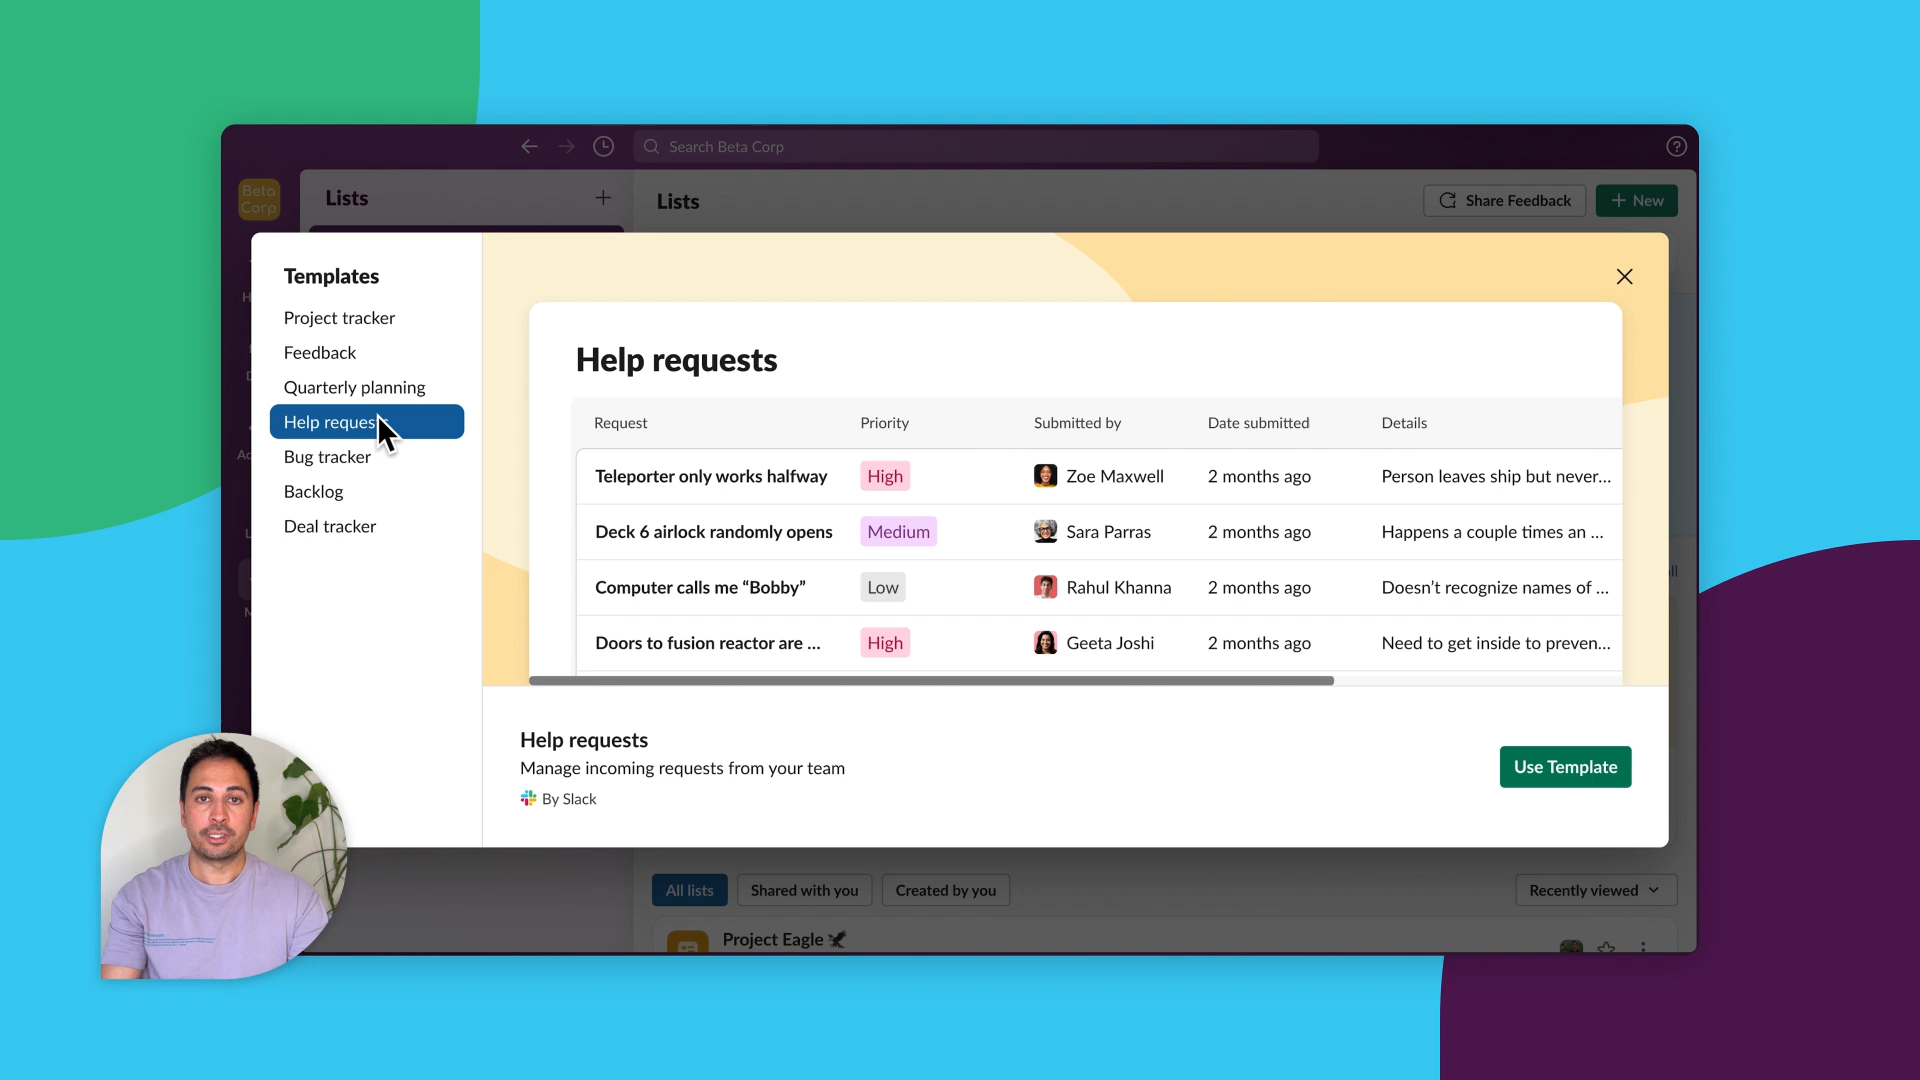 Search Beta Corp
Beta
Corp
Lists
Lists
Share Feedback
New
Templates
Project tracker
Feedback
Quarterly planning
Help requests
Bug tracker
Backlog
Deal tracker
Help requests
Request Priority Submitted by Date submitted Details
Teleporter only works halfway High Zoe Maxwell 2 months ago Person leaves ship but never...
Deck 6 airlock randomly opens Medium Sara Parras 2 months ago Happens a couple times an ...
Computer calls me “Bobby” Low Rahul Khanna 2 months ago Doesn’t recognize names of ...
Doors to fusion reactor are ... High Geeta Joshi 2 months ago Need to get inside to preven...
Help requests
Manage incoming requests from your team
By Slack
Use Template
All lists
Shared with you
Created by you
Recently viewed
Project Eagle